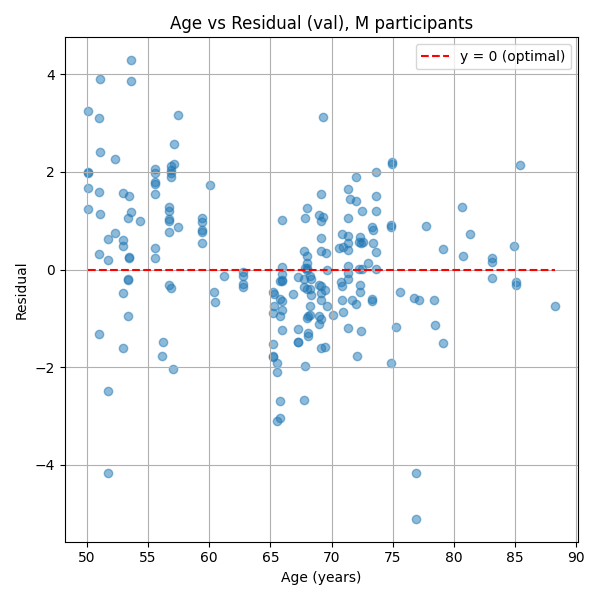 Age vs Residual (val), M participants
y = 0 (optimal)
4
2
0
−2
−4
Residual
50 55 60 65 70 75 80 85 90
Age (years)